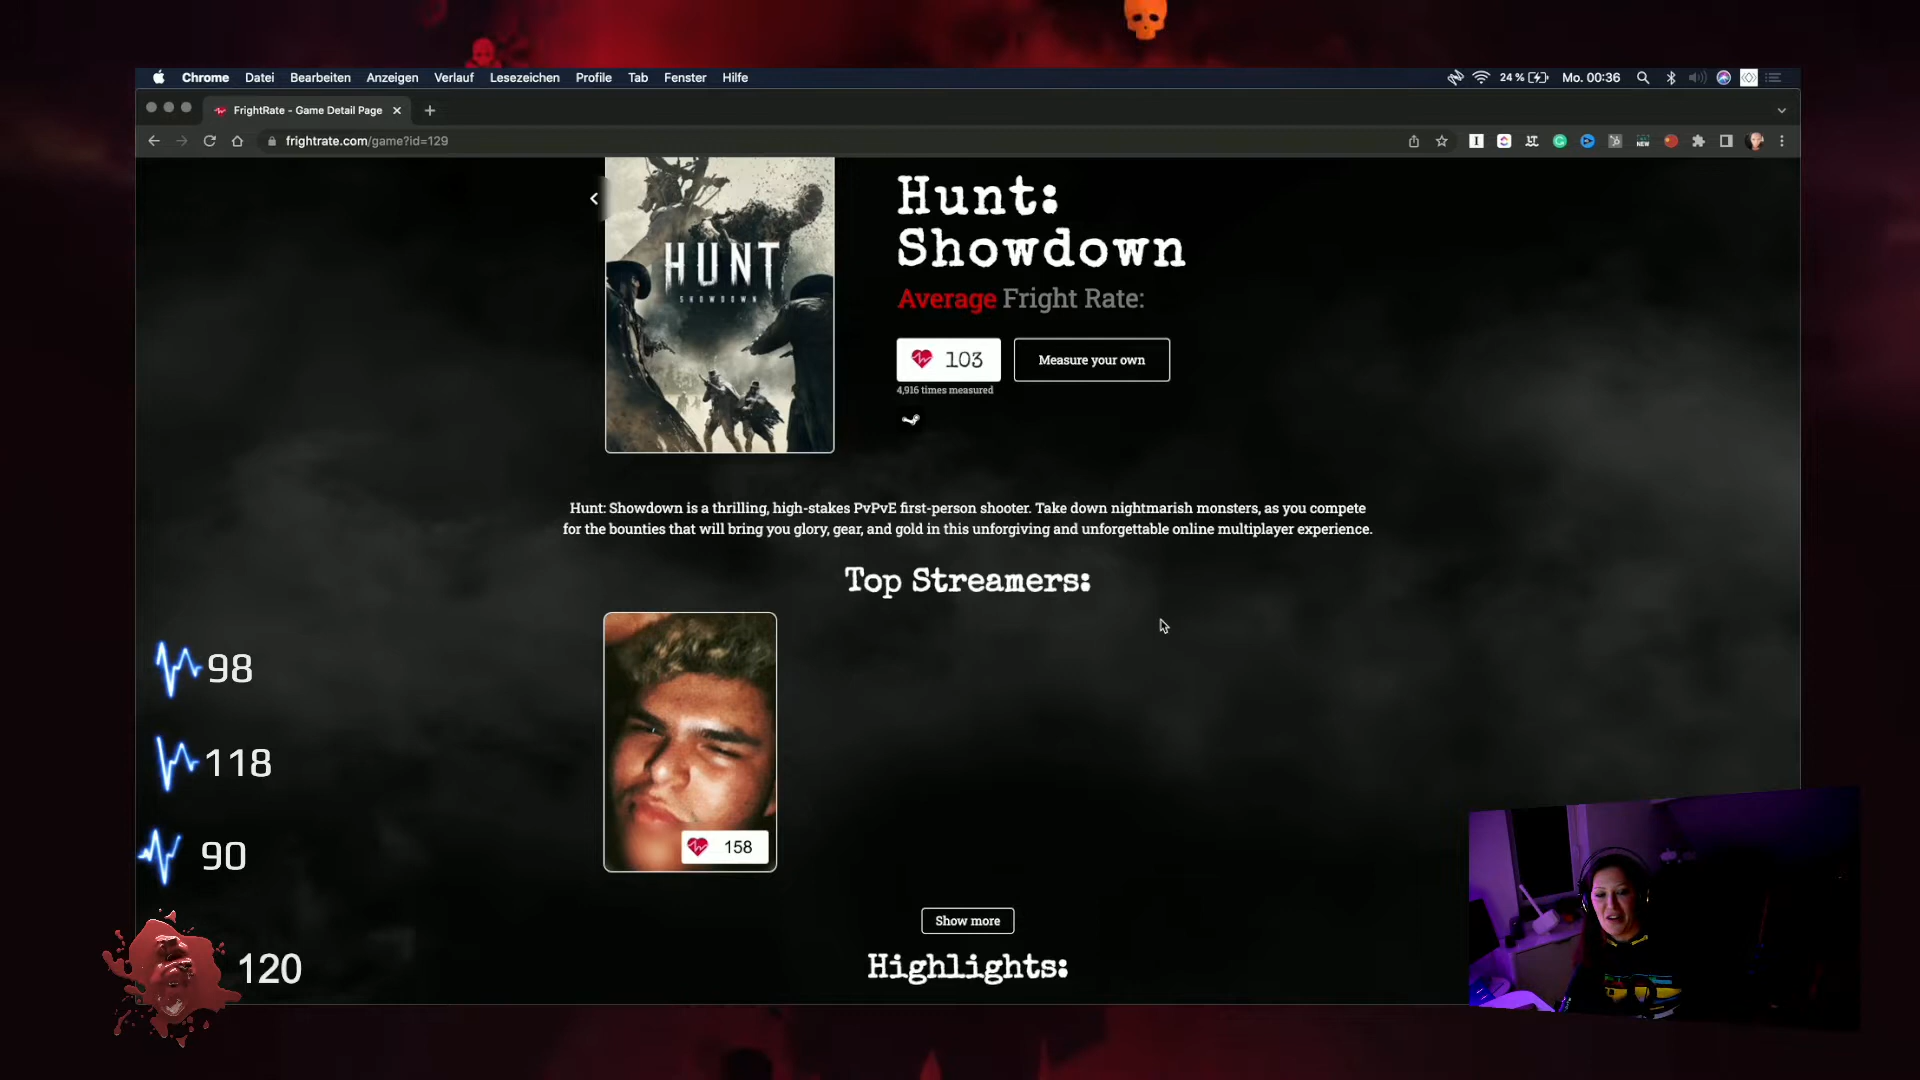 Chrome Datei Bearbeiten Anzeigen Verlauf Lesezeichen Profile Tab Fenster Hilfe
24 % Mo. 00:36
FrightRate - Game Detail Page
frightrate.com/game?id=129
NEW
HUNT
SHOWDOWN
Hunt:
Showdown
Average Fright Rate:
103
Measure your own
4,916 times measured
Hunt: Showdown is a thrilling, high-stakes PvPvE first-person shooter. Take down nightmarish monsters, as you compete
for the bounties that will bring you glory, gear, and gold in this unforgiving and unforgettable online multiplayer experience.
Top Streamers:
158
Show more
Highlights:
98
118
90
120